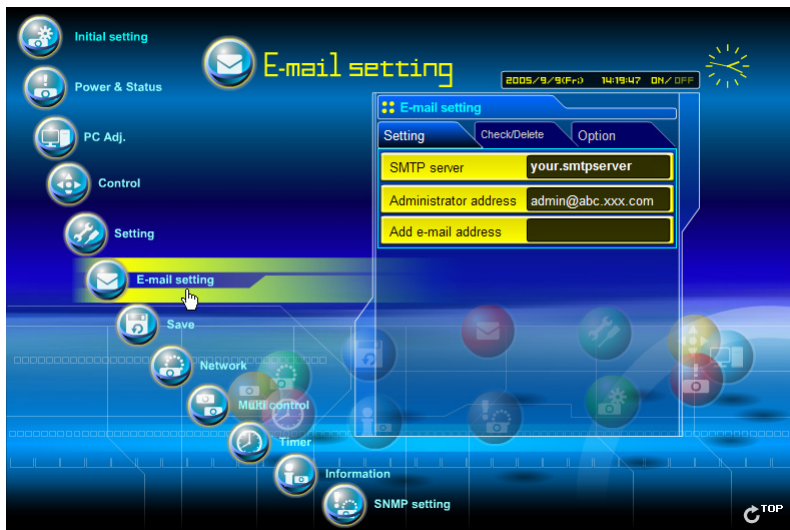 Initial setting
Power & Status
PC Adj.
Control
Setting
E-mail setting
Save
Network
Multi control
Timer
Information
SNMP setting
E-mail setting
2005/9/9(Fri) 14:19:47 ON/OFF
E-mail setting
Setting Check/Delete Option
SMTP server your.smtpserver
Administrator address admin@abc.xxx.com
Add e-mail address
TOP